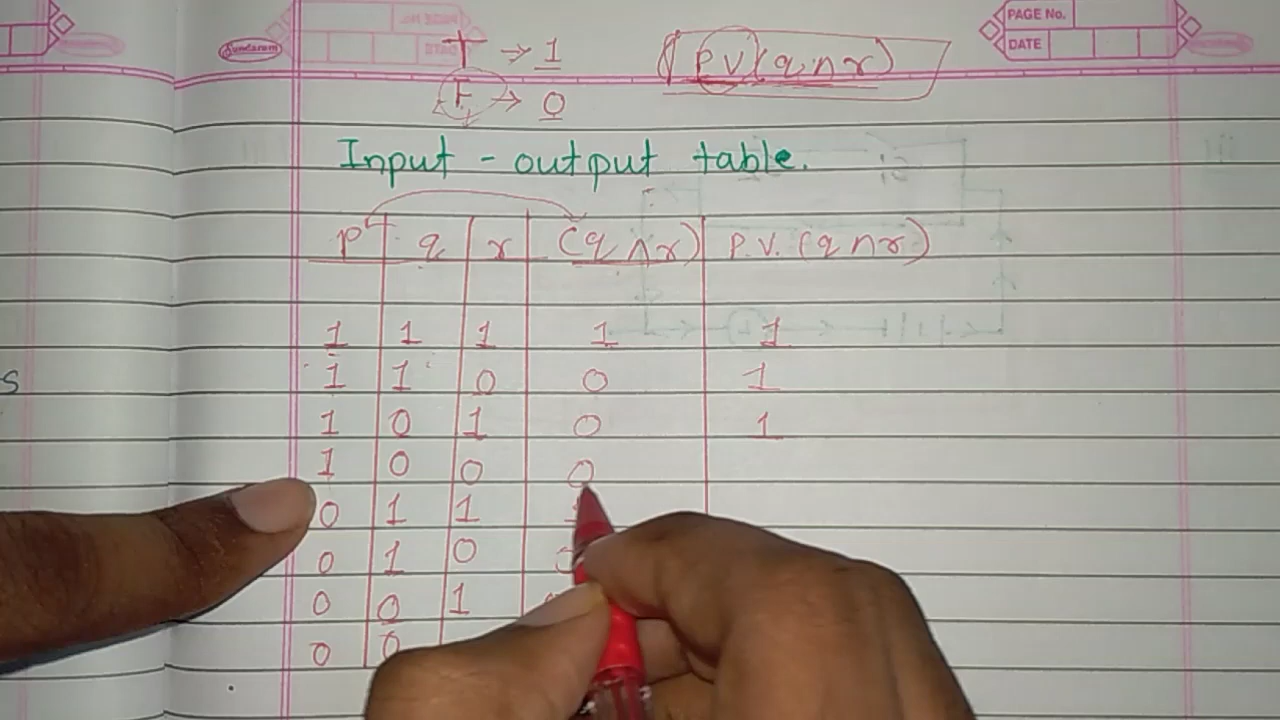 PAGE No.
DATE
Sundaram
T → 1
F → 0
P V (q ∧ r)
Input - output table.
p q r (q ∧ r) p.v.(q ∧ r)
1 1 1 1 1
1 1 0 0 1
1 0 1 0 1
1 0 0 0
0 1 1
0 1 0
0 0 1
0 0
s